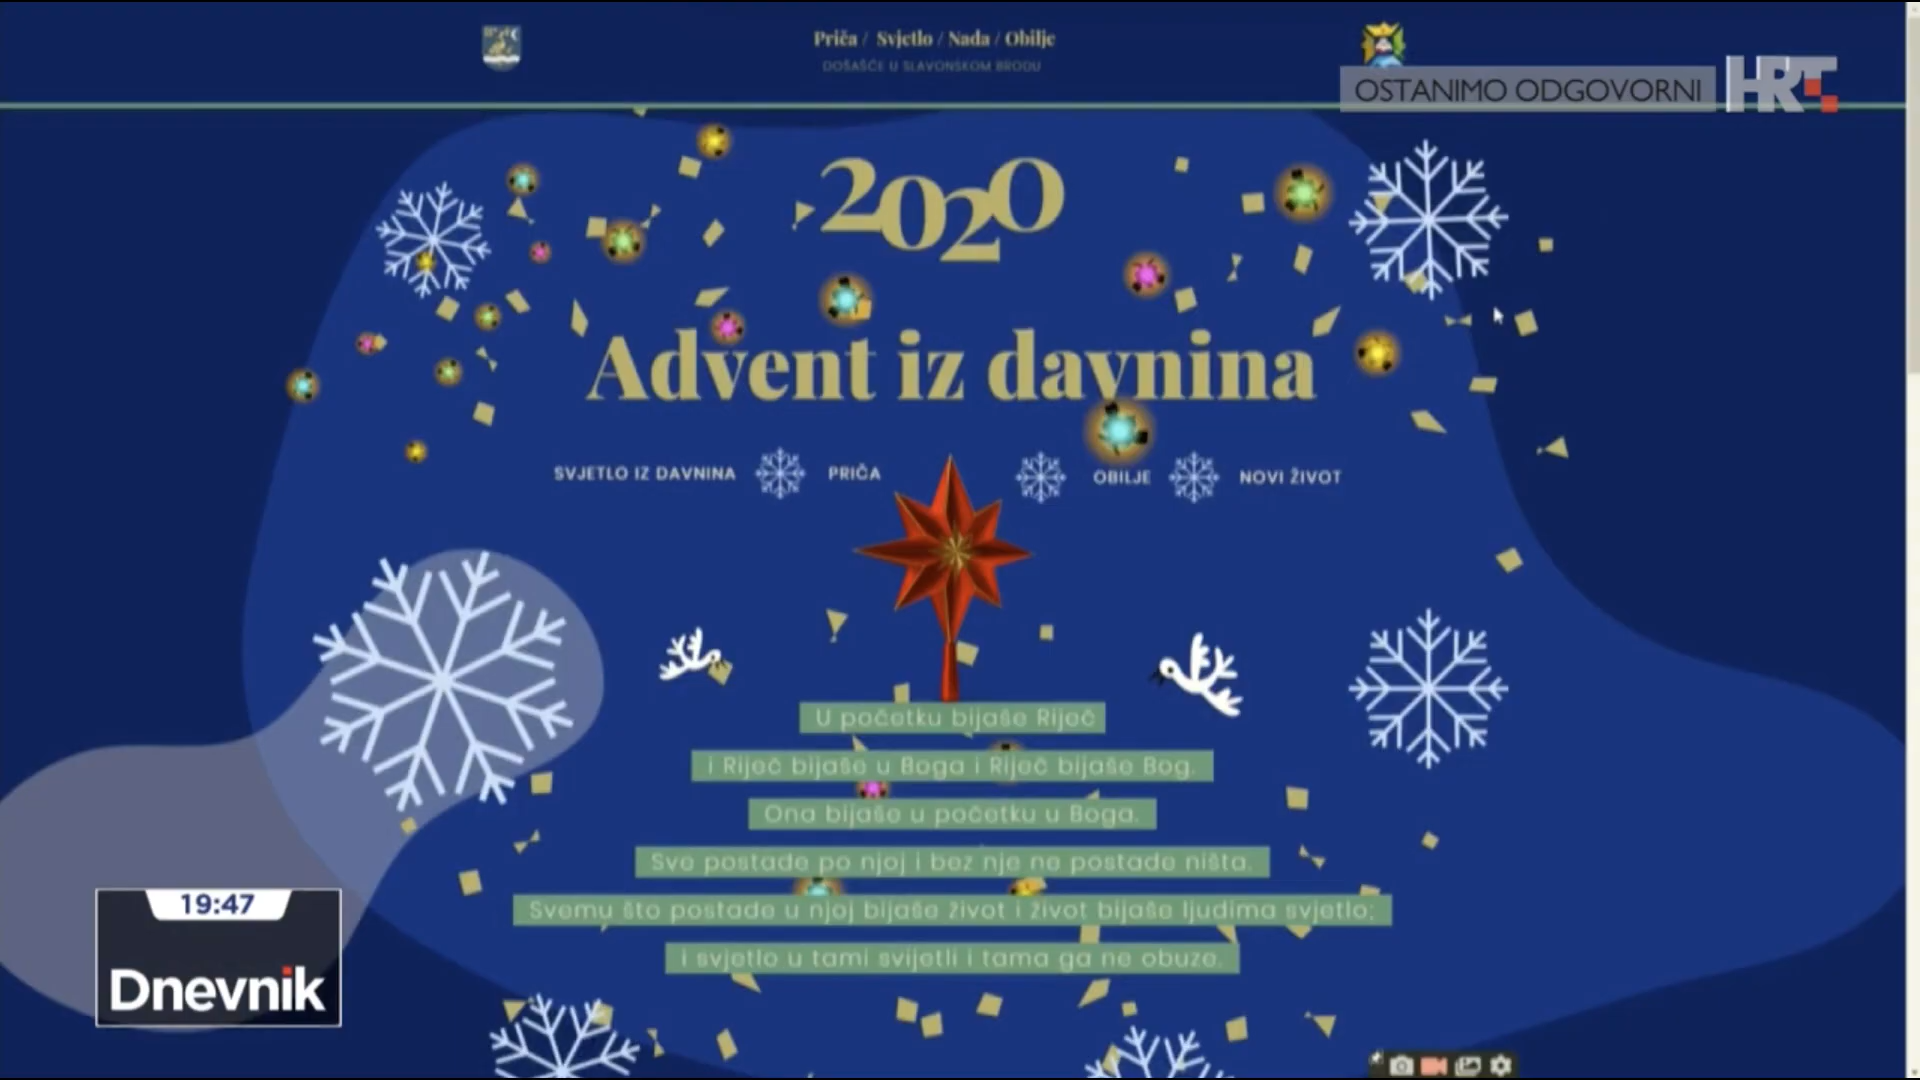 Priča / Svjetlo / Nada / Obilje
DOŠAŠĆE U SLAVONSKOM BRODU
OSTANIMO ODGOVORNI HRT
2020
Advent iz davnina
SVJETLO IZ DAVNINA PRIČA OBILJE NOVI ŽIVOT
U početku bijaše Riječ
i Riječ bijaše u Boga i Riječ bijaše Bog.
Ona bijaše u početku u Boga.
Sve postade po njoj i bez nje ne postade ništa.
Svemu što postade u njoj bijaše život i život bijaše ljudima svjetlo;
i svjetlo u tami svijetli i tama ga ne obuze.
19:47
Dnevnik